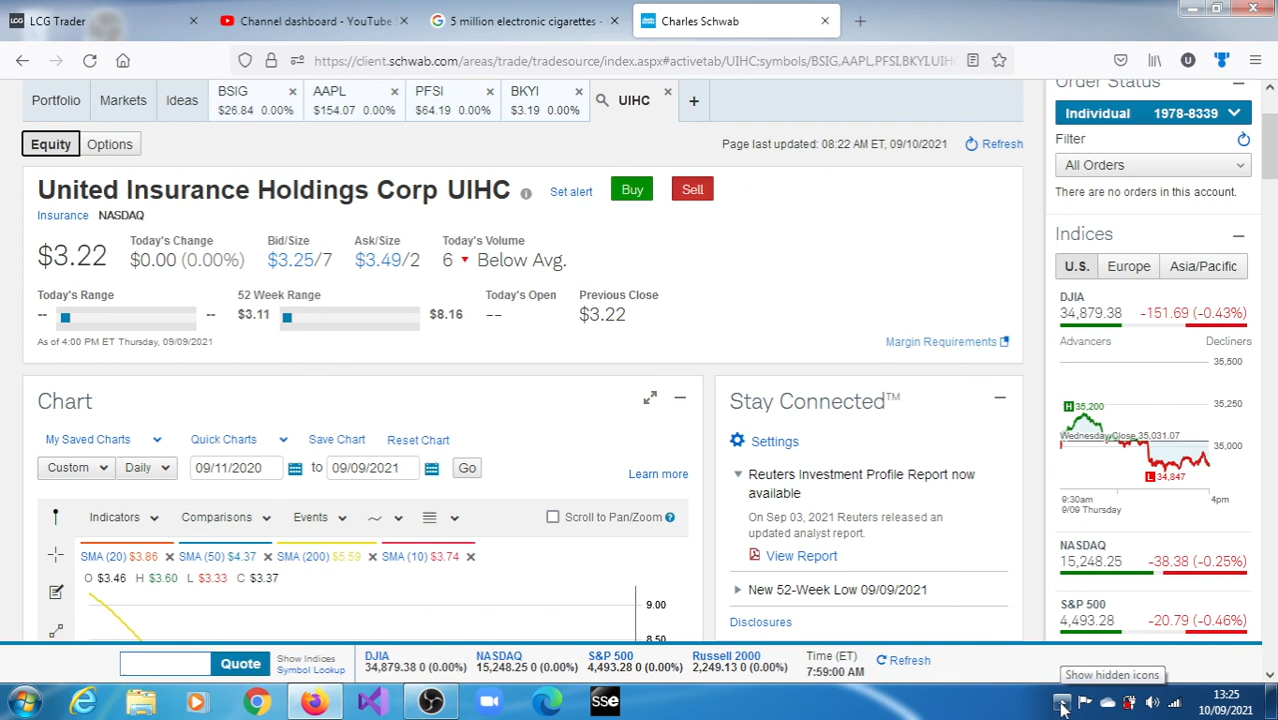 LCG Trader
Channel dashboard - YouTube
5 million electronic cigarettes -
Charles Schwab
https://client.schwab.com/areas/trade/tradesource/index.aspx#activetab/UIHC:symbols/BSIG,AAPL,PFSI,BKYI,UIHC
Portfolio
Markets
Ideas
BSIG
$26.84 0.00%
AAPL
$154.07 0.00%
PFSI
$64.19 0.00%
BKYI
$3.19 0.00%
UIHC
Order Status
Individual 1978-8339
Filter
All Orders
There are no orders in this account.
Equity
Options
Page last updated: 08:22 AM ET, 09/10/2021
Refresh
United Insurance Holdings Corp UIHC
Set alert
Buy
Sell
Insurance NASDAQ
$3.22
Today's Change
$0.00 (0.00%)
Bid/Size
$3.25/7
Ask/Size
$3.49/2
Today's Volume
6 Below Avg.
Today's Range
-- --
52 Week Range
$3.11 $8.16
Today's Open
--
Previous Close
$3.22
As of 4:00 PM ET Thursday, 09/09/2021
Margin Requirements
Indices
U.S. Europe Asia/Pacific
DJIA
34,879.38 -151.69 (-0.43%)
Advancers Decliners
35,500
H 35,200
35,250
Wednesday Close 35,031.07
35,000
L 34,847
9:30am 4pm
9/09 Thursday
NASDAQ
15,248.25 -38.38 (-0.25%)
S&P 500
4,493.28 -20.79 (-0.46%)
Chart
My Saved Charts
Quick Charts
Save Chart
Reset Chart
Custom
Daily
09/11/2020
to
09/09/2021
Go
Learn more
Indicators
Comparisons
Events
Scroll to Pan/Zoom
SMA (20) $3.86
SMA (50) $4.37
SMA (200) $5.59
SMA (10) $3.74
O $3.46 H $3.60 L $3.33 C $3.37
9.00
8.50
Stay Connected™
Settings
Reuters Investment Profile Report now
available
On Sep 03, 2021 Reuters released an
updated analyst report.
View Report
New 52-Week Low 09/09/2021
Disclosures
Quote
Show Indices
Symbol Lookup
DJIA
34,879.38 0 (0.00%)
NASDAQ
15,248.25 0 (0.00%)
S&P 500
4,493.28 0 (0.00%)
Russell 2000
2,249.13 0 (0.00%)
Time (ET)
7:59:00 AM
Refresh
Show hidden icons
sse
13:25
10/09/2021